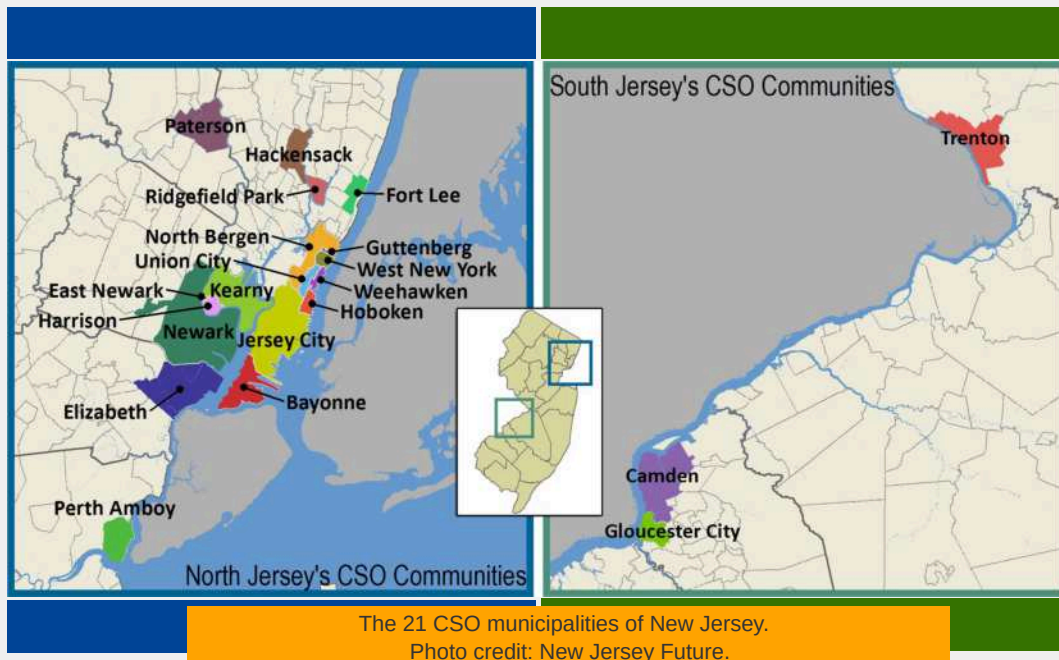 Paterson
Hackensack
Ridgefield Park
Fort Lee
North Bergen
Guttenberg
Union City
West New York
East Newark
Kearny
Weehawken
Harrison
Hoboken
Newark
Jersey City
Elizabeth
Bayonne
Perth Amboy
North Jersey's CSO Communities
South Jersey's CSO Communities
Trenton
Camden
Gloucester City
The 21 CSO municipalities of New Jersey.
Photo credit: New Jersey Future.